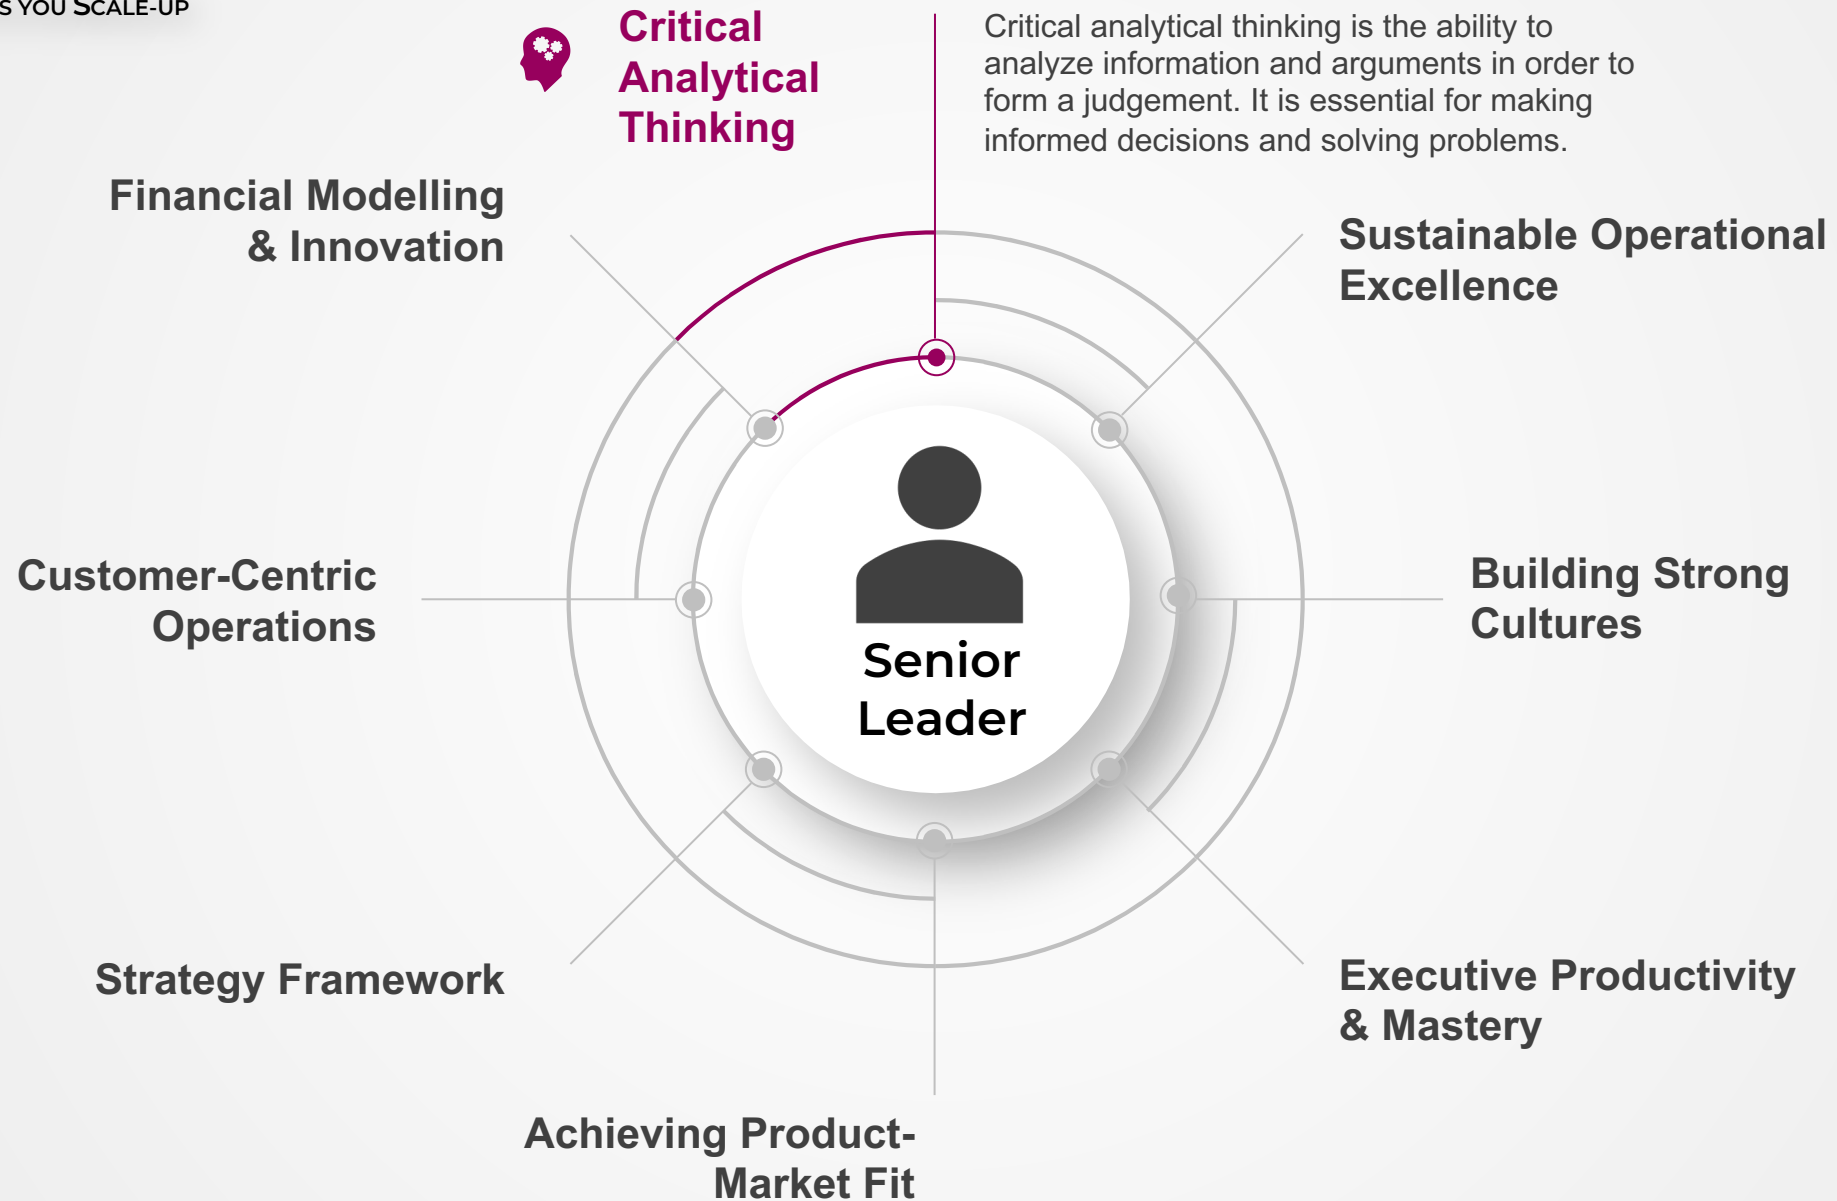 S YOU SCALE-UP
Critical
Analytical
Thinking
Critical analytical thinking is the ability to
analyze information and arguments in order to
form a judgement. It is essential for making
informed decisions and solving problems.
Financial Modelling
& Innovation
Sustainable Operational
Excellence
Customer-Centric
Operations
Building Strong
Cultures
Senior
Leader
Strategy Framework
Executive Productivity
& Mastery
Achieving Product-
Market Fit